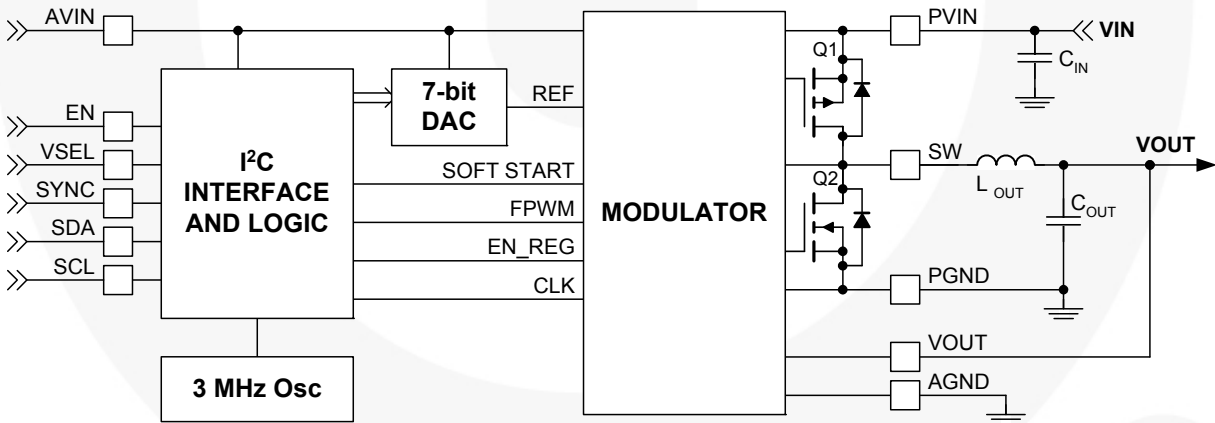 AVIN
EN
VSEL
SYNC
SDA
SCL
I²C
INTERFACE
AND LOGIC
3 MHz Osc
7-bit
DAC
REF
SOFT START
FPWM
EN_REG
CLK
MODULATOR
Q1
Q2
PVIN
VIN
C_IN
SW
L_OUT
VOUT
C_OUT
PGND
VOUT
AGND